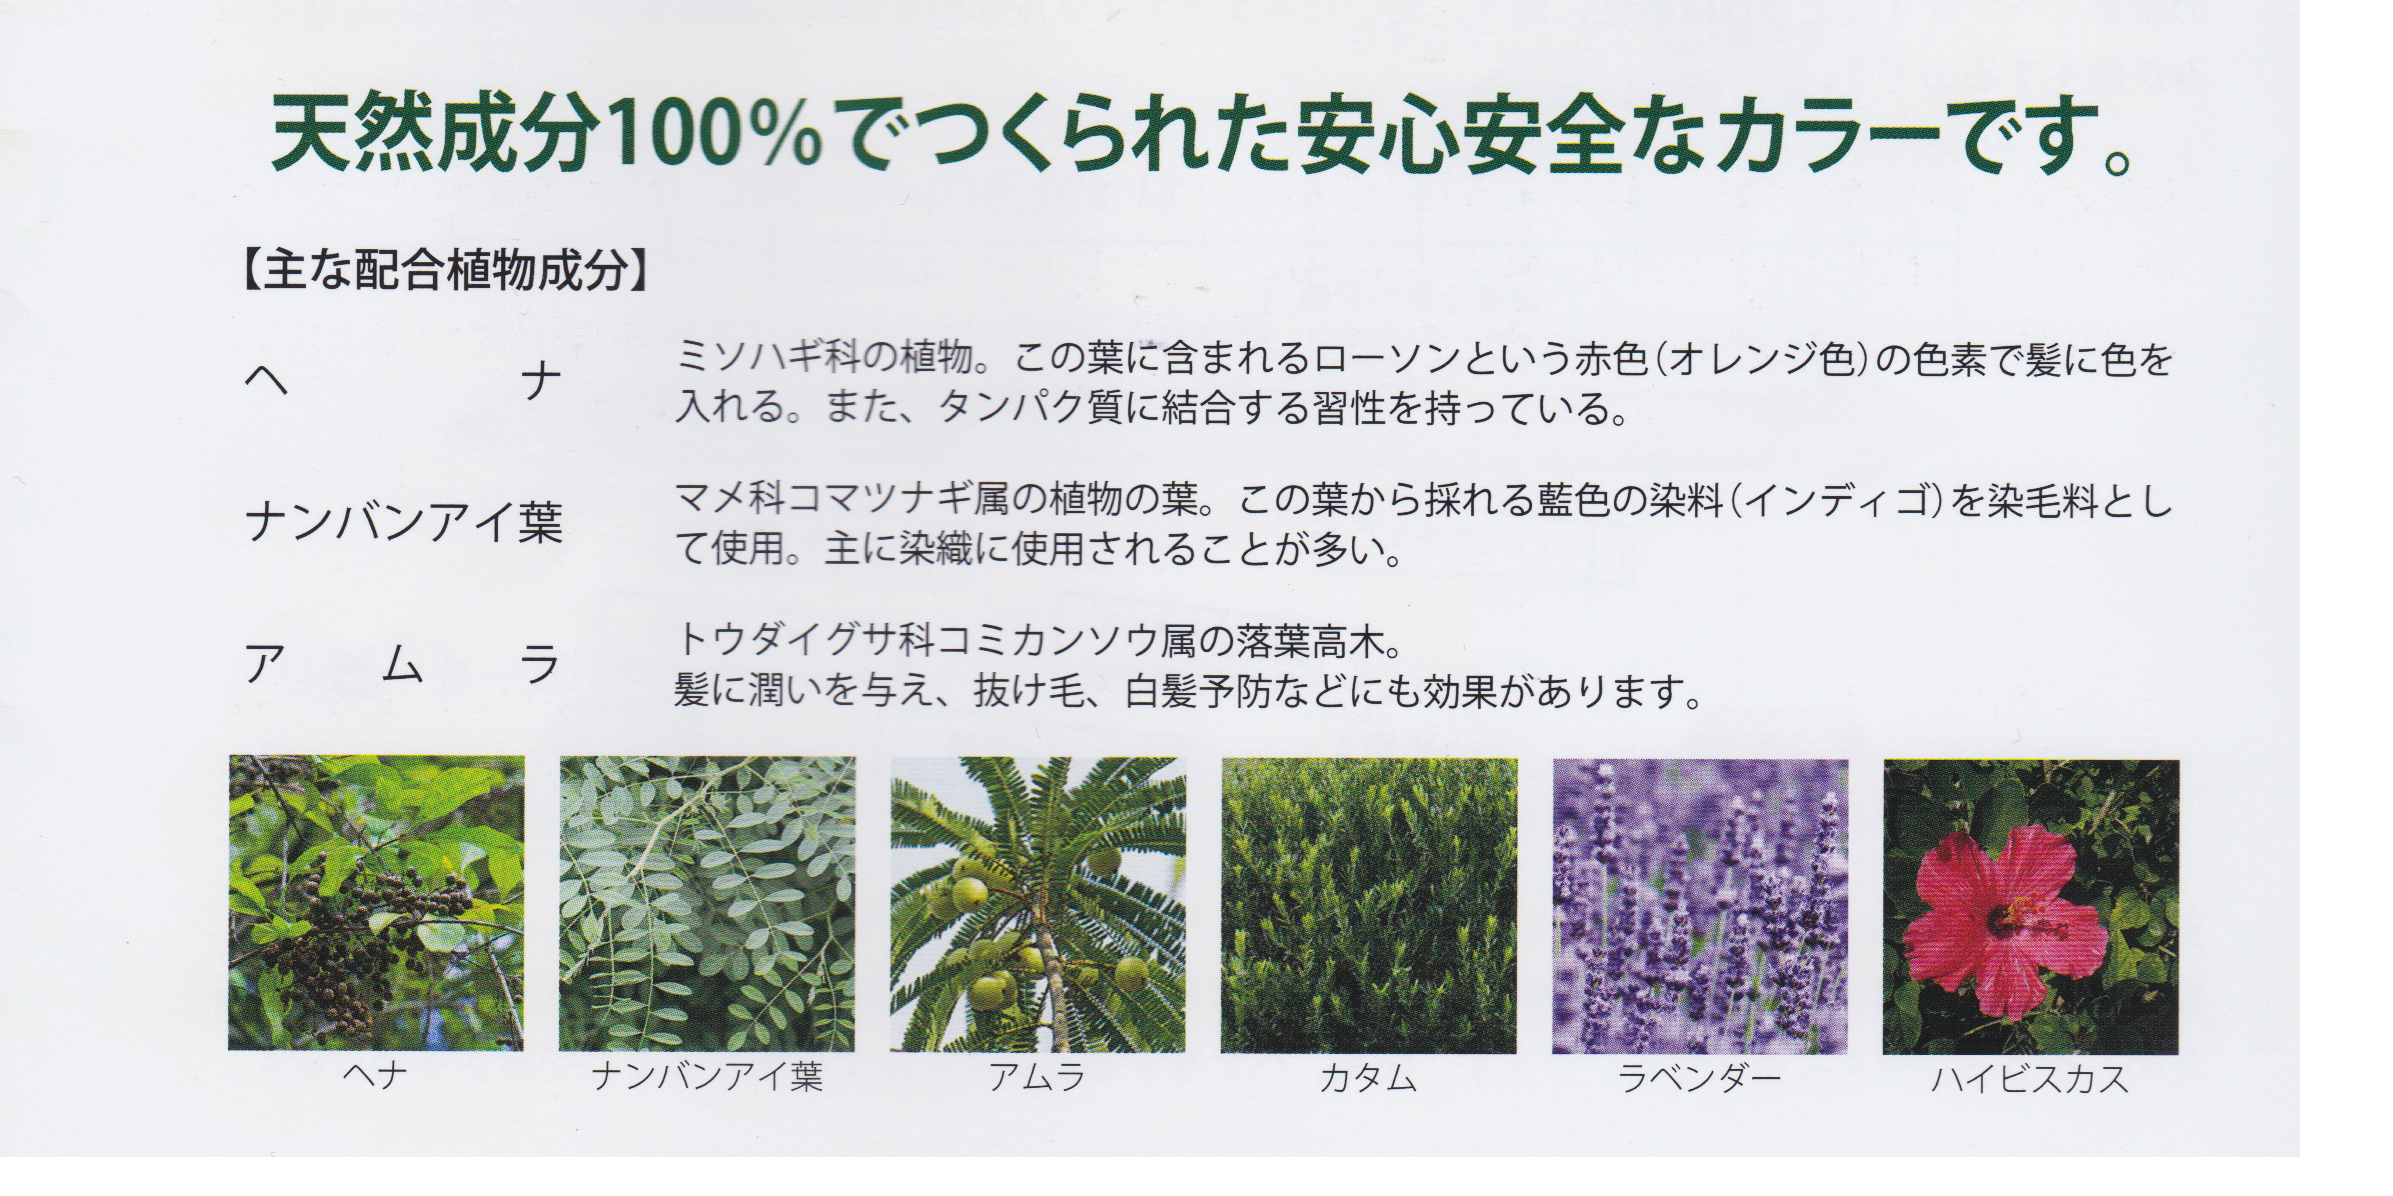 天然成分100%でつくられた安心安全なカラーです。
【主な配合植物成分】
ヘナ
ミソハギ科の植物。この葉に含まれるローソンという赤色（オレンジ色）の色素で髪に色を
入れる。また、タンパク質に結合する習性を持っている。
ナンバンアイ葉
マメ科コマツナギ属の植物の葉。この葉から採れる藍色の染料（インディゴ）を染毛料とし
て使用。主に染織に使用されることが多い。
アムラ
トウダイグサ科コミカンソウ属の落葉高木。
髪に潤いを与え、抜け毛、白髪予防などにも効果があります。
ヘナ
ナンバンアイ葉
アムラ
カタム
ラベンダー
ハイビスカス